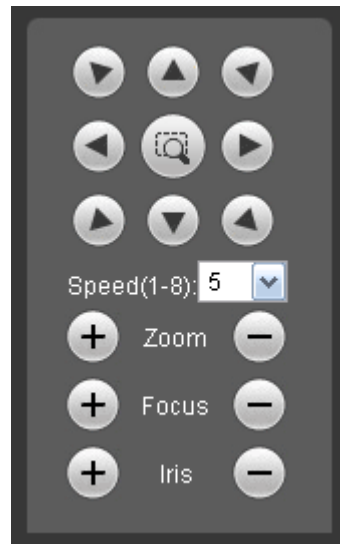 Speed(1-8): 5
+ Zoom −
+ Focus −
+ Iris −